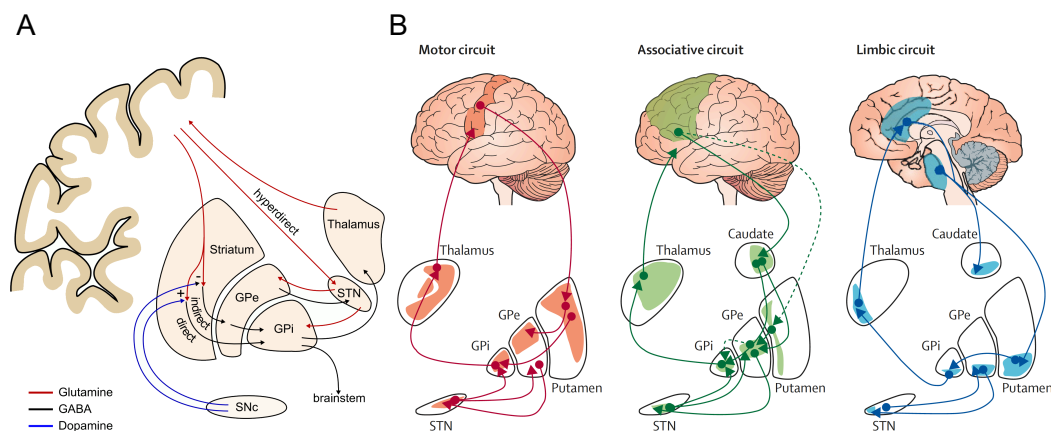 A
B
Motor circuit
Associative circuit
Limbic circuit
hyperdirect
Thalamus
Striatum
-
+
indirect
direct
GPe
STN
GPi
brainstem
SNc
Glutamine
GABA
Dopamine
Thalamus
GPe
GPi
Putamen
STN
Caudate
Thalamus
GPe
GPi
Putamen
STN
Caudate
Thalamus
GPe
GPi
Putamen
STN